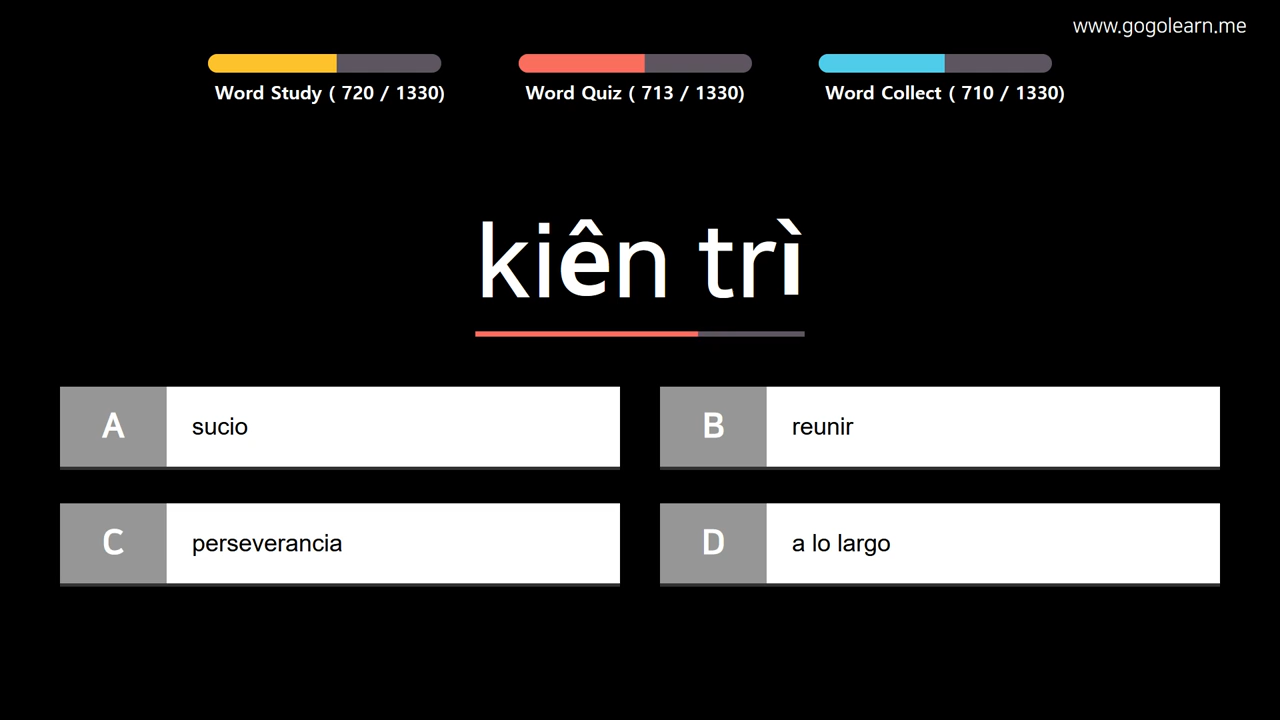 www.gogolearn.me
Word Study ( 720 / 1330)
Word Quiz ( 713 / 1330)
Word Collect ( 710 / 1330)
kiên trì
A sucio
B reunir
C perseverancia
D a lo largo